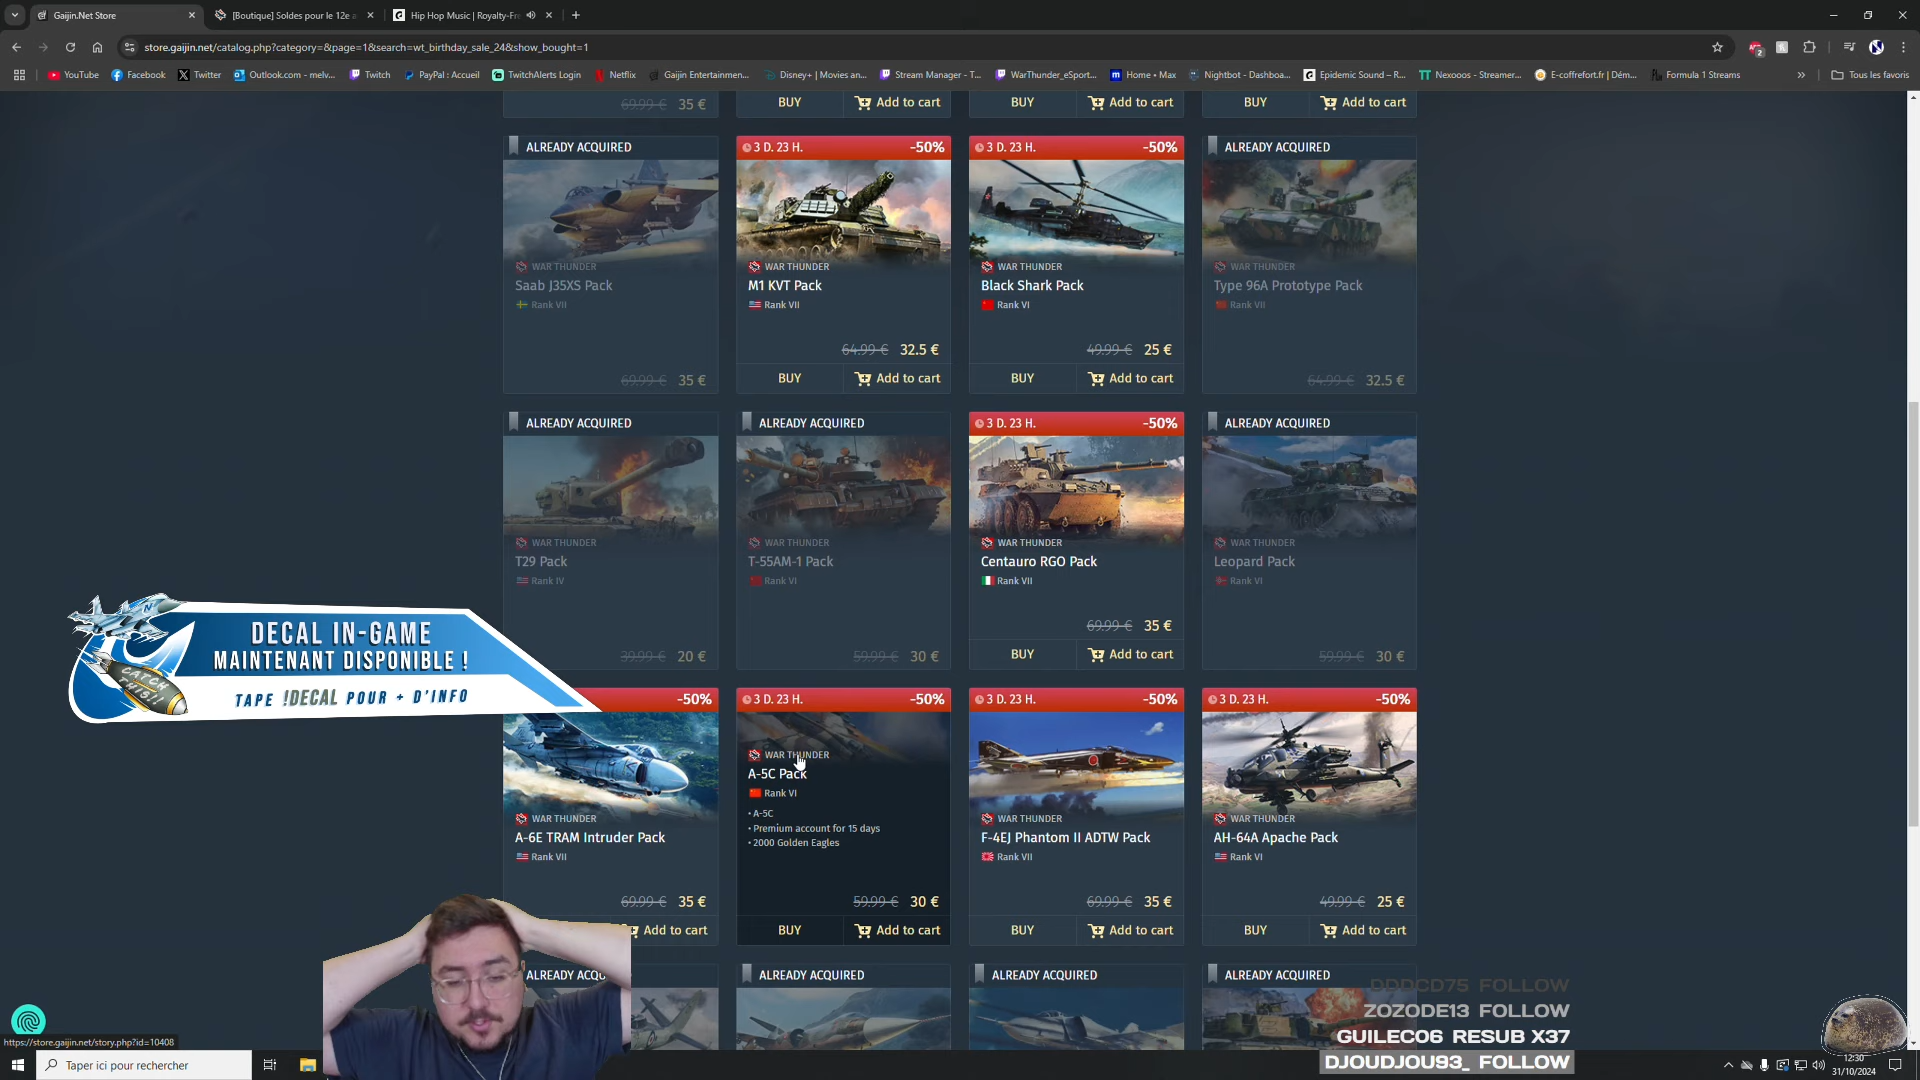 Gaijin.Net Store
[Boutique] Soldes pour le 12e a
Hip Hop Music | Royalty-Fre
store.gaijin.net/catalog.php?category=&page=1&search=wt_birthday_sale_24&show_bought=1
YouTube
Facebook
Twitter
Outlook.com - melv...
Twitch
PayPal : Accueil
TwitchAlerts Login
Netflix
Gaijin Entertainmen...
Disney+ | Movies an...
Stream Manager - T...
WarThunder_eSport...
Home • Max
Nightbot - Dashboa...
Epidemic Sound – R...
Nexooos - Streamer...
E-coffrefort.fr | Dém...
Formula 1 Streams
Tous les favoris
69.99 € 35 €
BUY Add to cart
BUY Add to cart
BUY Add to cart
ALREADY ACQUIRED
WAR THUNDER
Saab J35XS Pack
Rank VII
69.99 € 35 €
3 D. 23 H. -50%
WAR THUNDER
M1 KVT Pack
Rank VII
64.99 € 32.5 €
BUY Add to cart
3 D. 23 H. -50%
WAR THUNDER
Black Shark Pack
Rank VI
49.99 € 25 €
BUY Add to cart
ALREADY ACQUIRED
WAR THUNDER
Type 96A Prototype Pack
Rank VII
64.99 € 32.5 €
ALREADY ACQUIRED
WAR THUNDER
T29 Pack
Rank IV
39.99 € 20 €
ALREADY ACQUIRED
WAR THUNDER
T-55AM-1 Pack
Rank VI
59.99 € 30 €
3 D. 23 H. -50%
WAR THUNDER
Centauro RGO Pack
Rank VII
69.99 € 35 €
BUY Add to cart
ALREADY ACQUIRED
WAR THUNDER
Leopard Pack
Rank VI
59.99 € 30 €
DECAL IN-GAME
MAINTENANT DISPONIBLE !
TAPE !DECAL POUR + D'INFO
CATCH
THIS!!
N
-50%
WAR THUNDER
A-6E TRAM Intruder Pack
Rank VII
69.99 € 35 €
Add to cart
3 D. 23 H. -50%
WAR THUNDER
A-5C Pack
Rank VI
• A-5C
• Premium account for 15 days
• 2000 Golden Eagles
59.99 € 30 €
BUY Add to cart
3 D. 23 H. -50%
WAR THUNDER
F-4EJ Phantom II ADTW Pack
Rank VII
69.99 € 35 €
BUY Add to cart
3 D. 23 H. -50%
WAR THUNDER
AH-64A Apache Pack
Rank VI
49.99 € 25 €
BUY Add to cart
ALREADY ACQU
ALREADY ACQUIRED
ALREADY ACQUIRED
ALREADY ACQUIRED
DDDCD75 FOLLOW
ZOZODE13 FOLLOW
GUILEC06 RESUB X37
DJOUDJOU93_ FOLLOW
https://store.gaijin.net/story.php?id=10408
Taper ici pour rechercher
12:30
31/10/2024